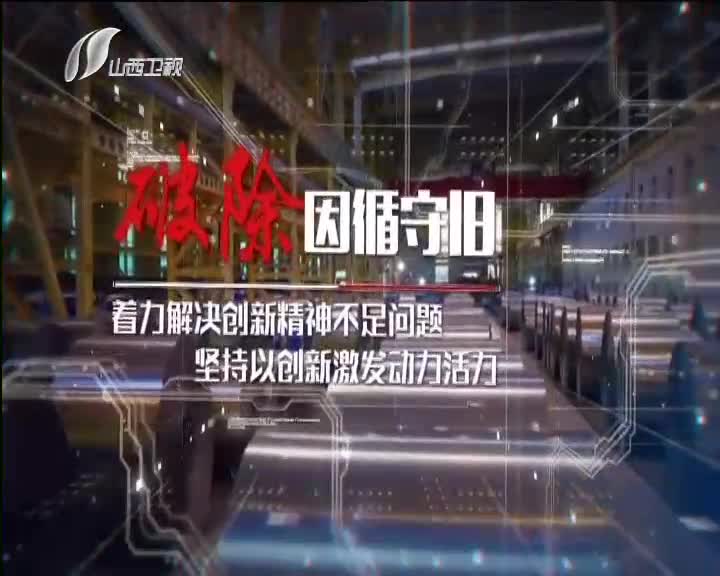 山西卫视
破除因循守旧
着力解决创新精神不足问题
坚持以创新激发动力活力